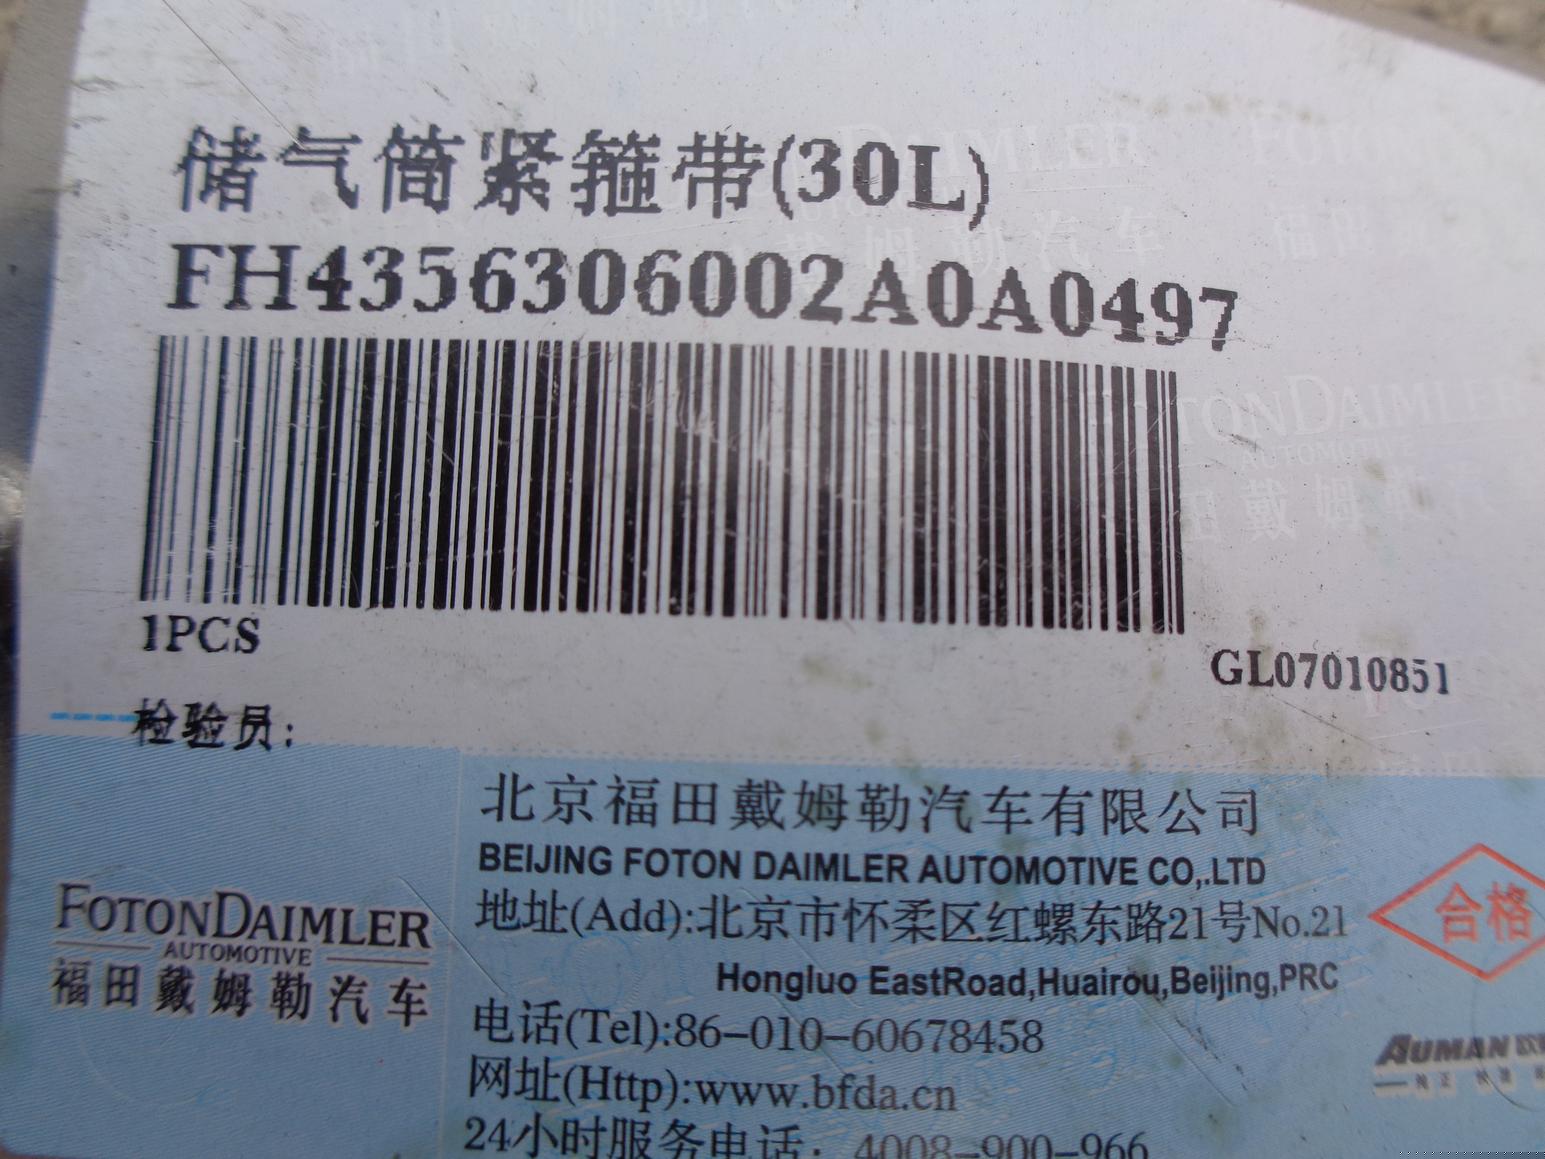 储气筒紧箍带(30L)
FH4356306002A0A0497
1PCS
GL07010851
检验员:
北京福田戴姆勒汽车有限公司
BEIJING FOTON DAIMLER AUTOMOTIVE CO,.LTD
地址(Add):北京市怀柔区红螺东路21号No.21
Hongluo EastRoad,Huairou,Beijing,PRC
电话(Tel):86-010-60678458
网址(Http):www.bfda.cn
24小时服务电话: 4008-900-966
FOTONDAIMLER
AUTOMOTIVE
福田戴姆勒汽车
合格
AUMAN